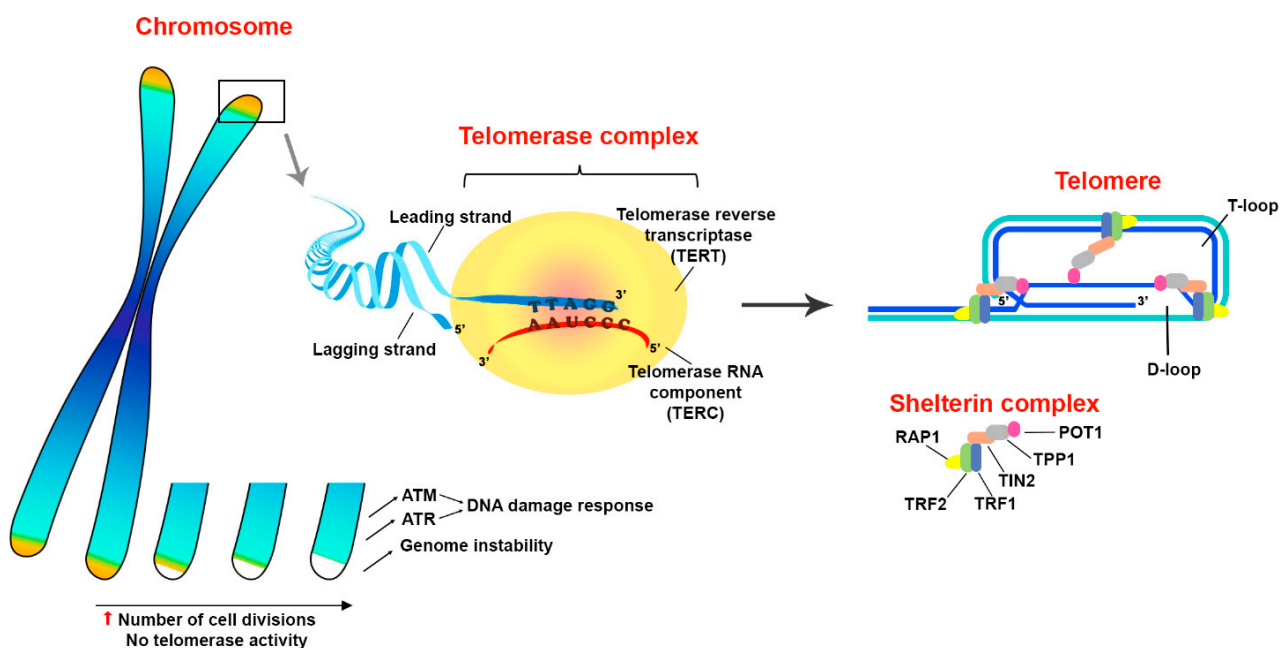 Chromosome
Telomerase complex
Leading strand
Telomerase reverse
transcriptase
(TERT)
3’
TTAGG
AAUCCC
5’
3’
5’
Lagging strand
Telomerase RNA
component
(TERC)
Telomere
T-loop
5’
3’
D-loop
Shelterin complex
RAP1
POT1
TPP1
TIN2
TRF2
TRF1
ATM
ATR
DNA damage response
Genome instability
↑ Number of cell divisions
No telomerase activity